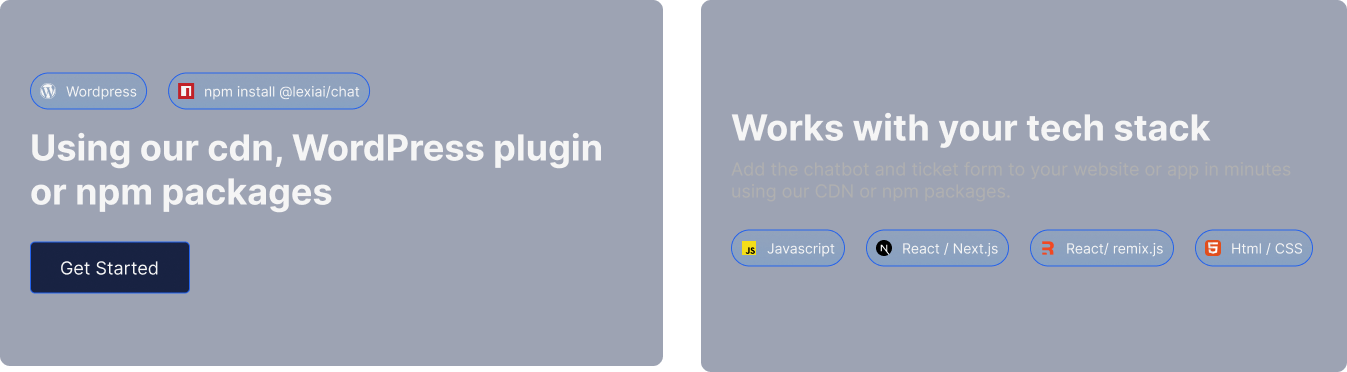 Wordpress
npm install @lexiai/chat
Using our cdn, WordPress plugin
or npm packages
Get Started
Works with your tech stack
Add the chatbot and ticket form to your website or app in minutes
using our CDN or npm packages.
JS Javascript
N React / Next.js
R React/ remix.js
5 Html / CSS